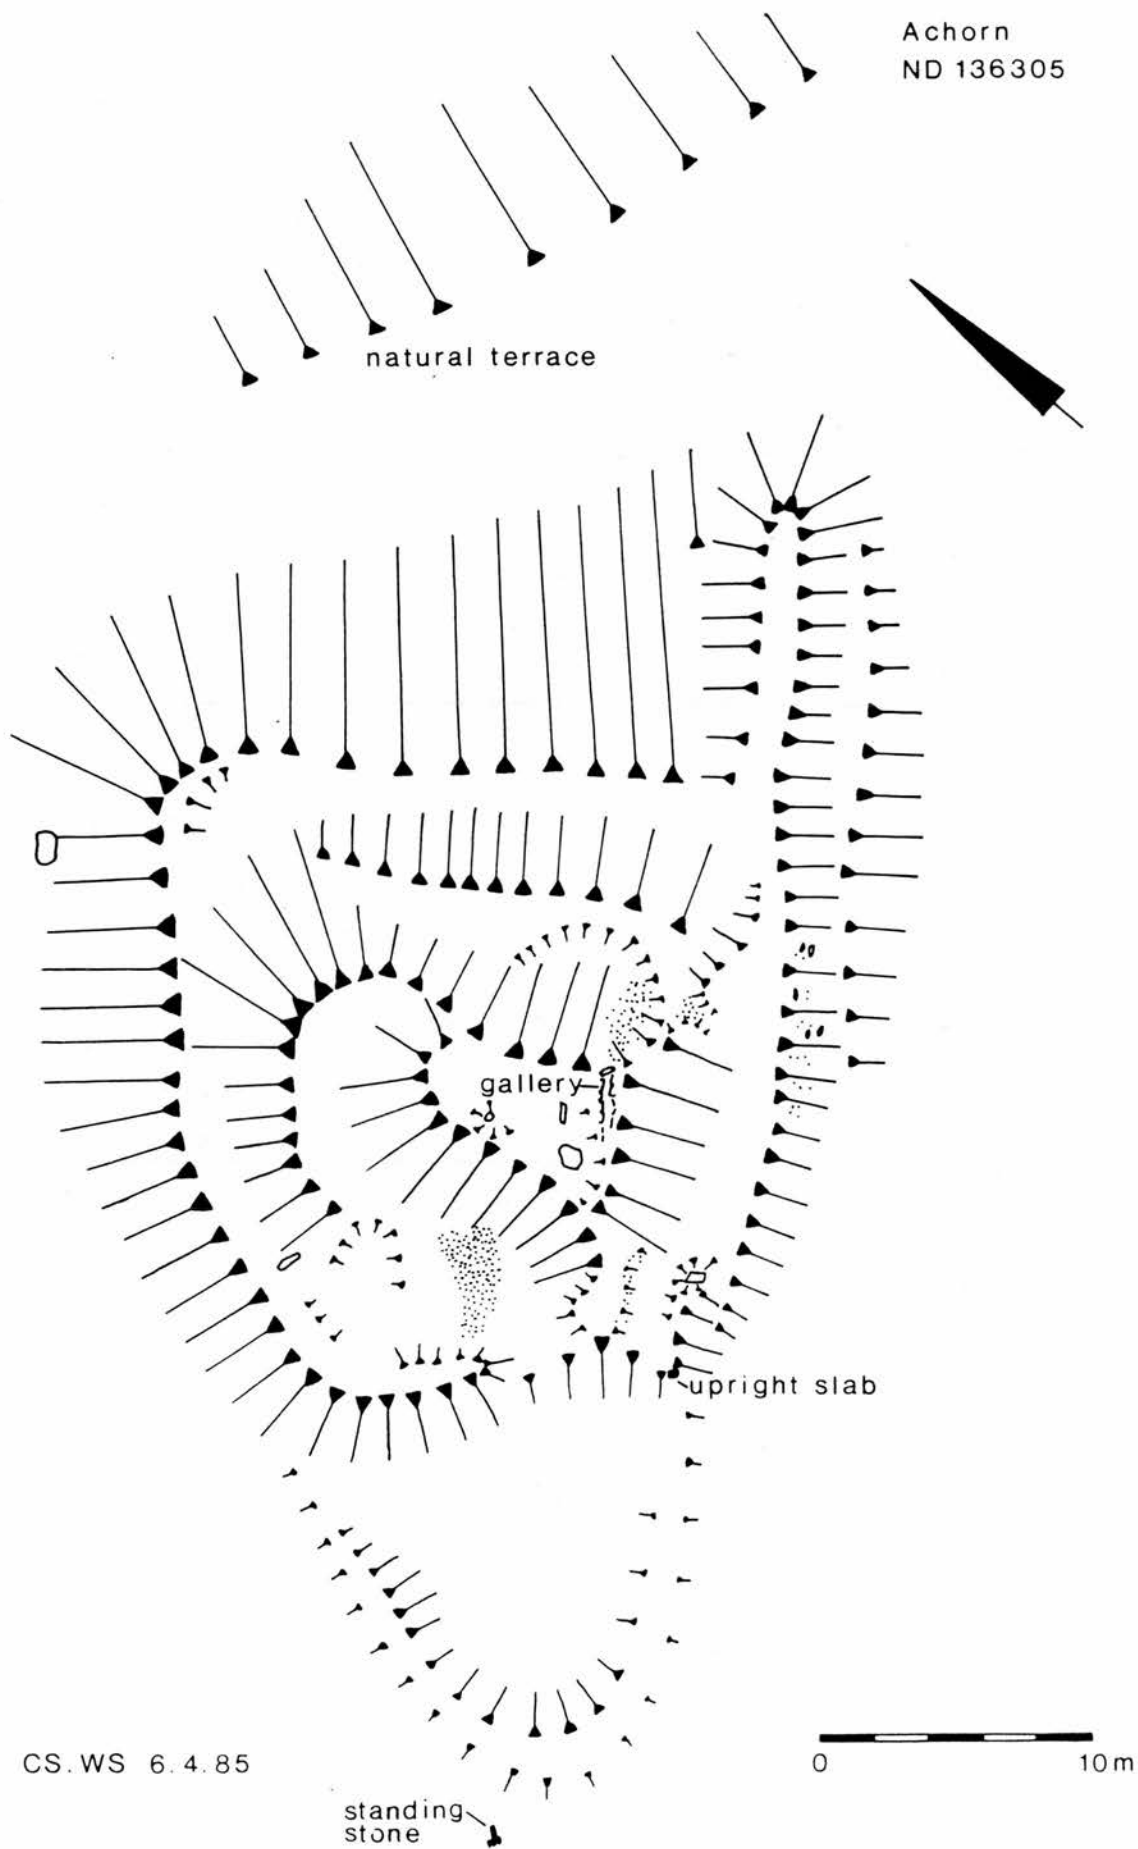 Achorn
ND 136305
natural terrace
gallery
upright slab
CS.WS 6.4.85
0 10m
standing
stone